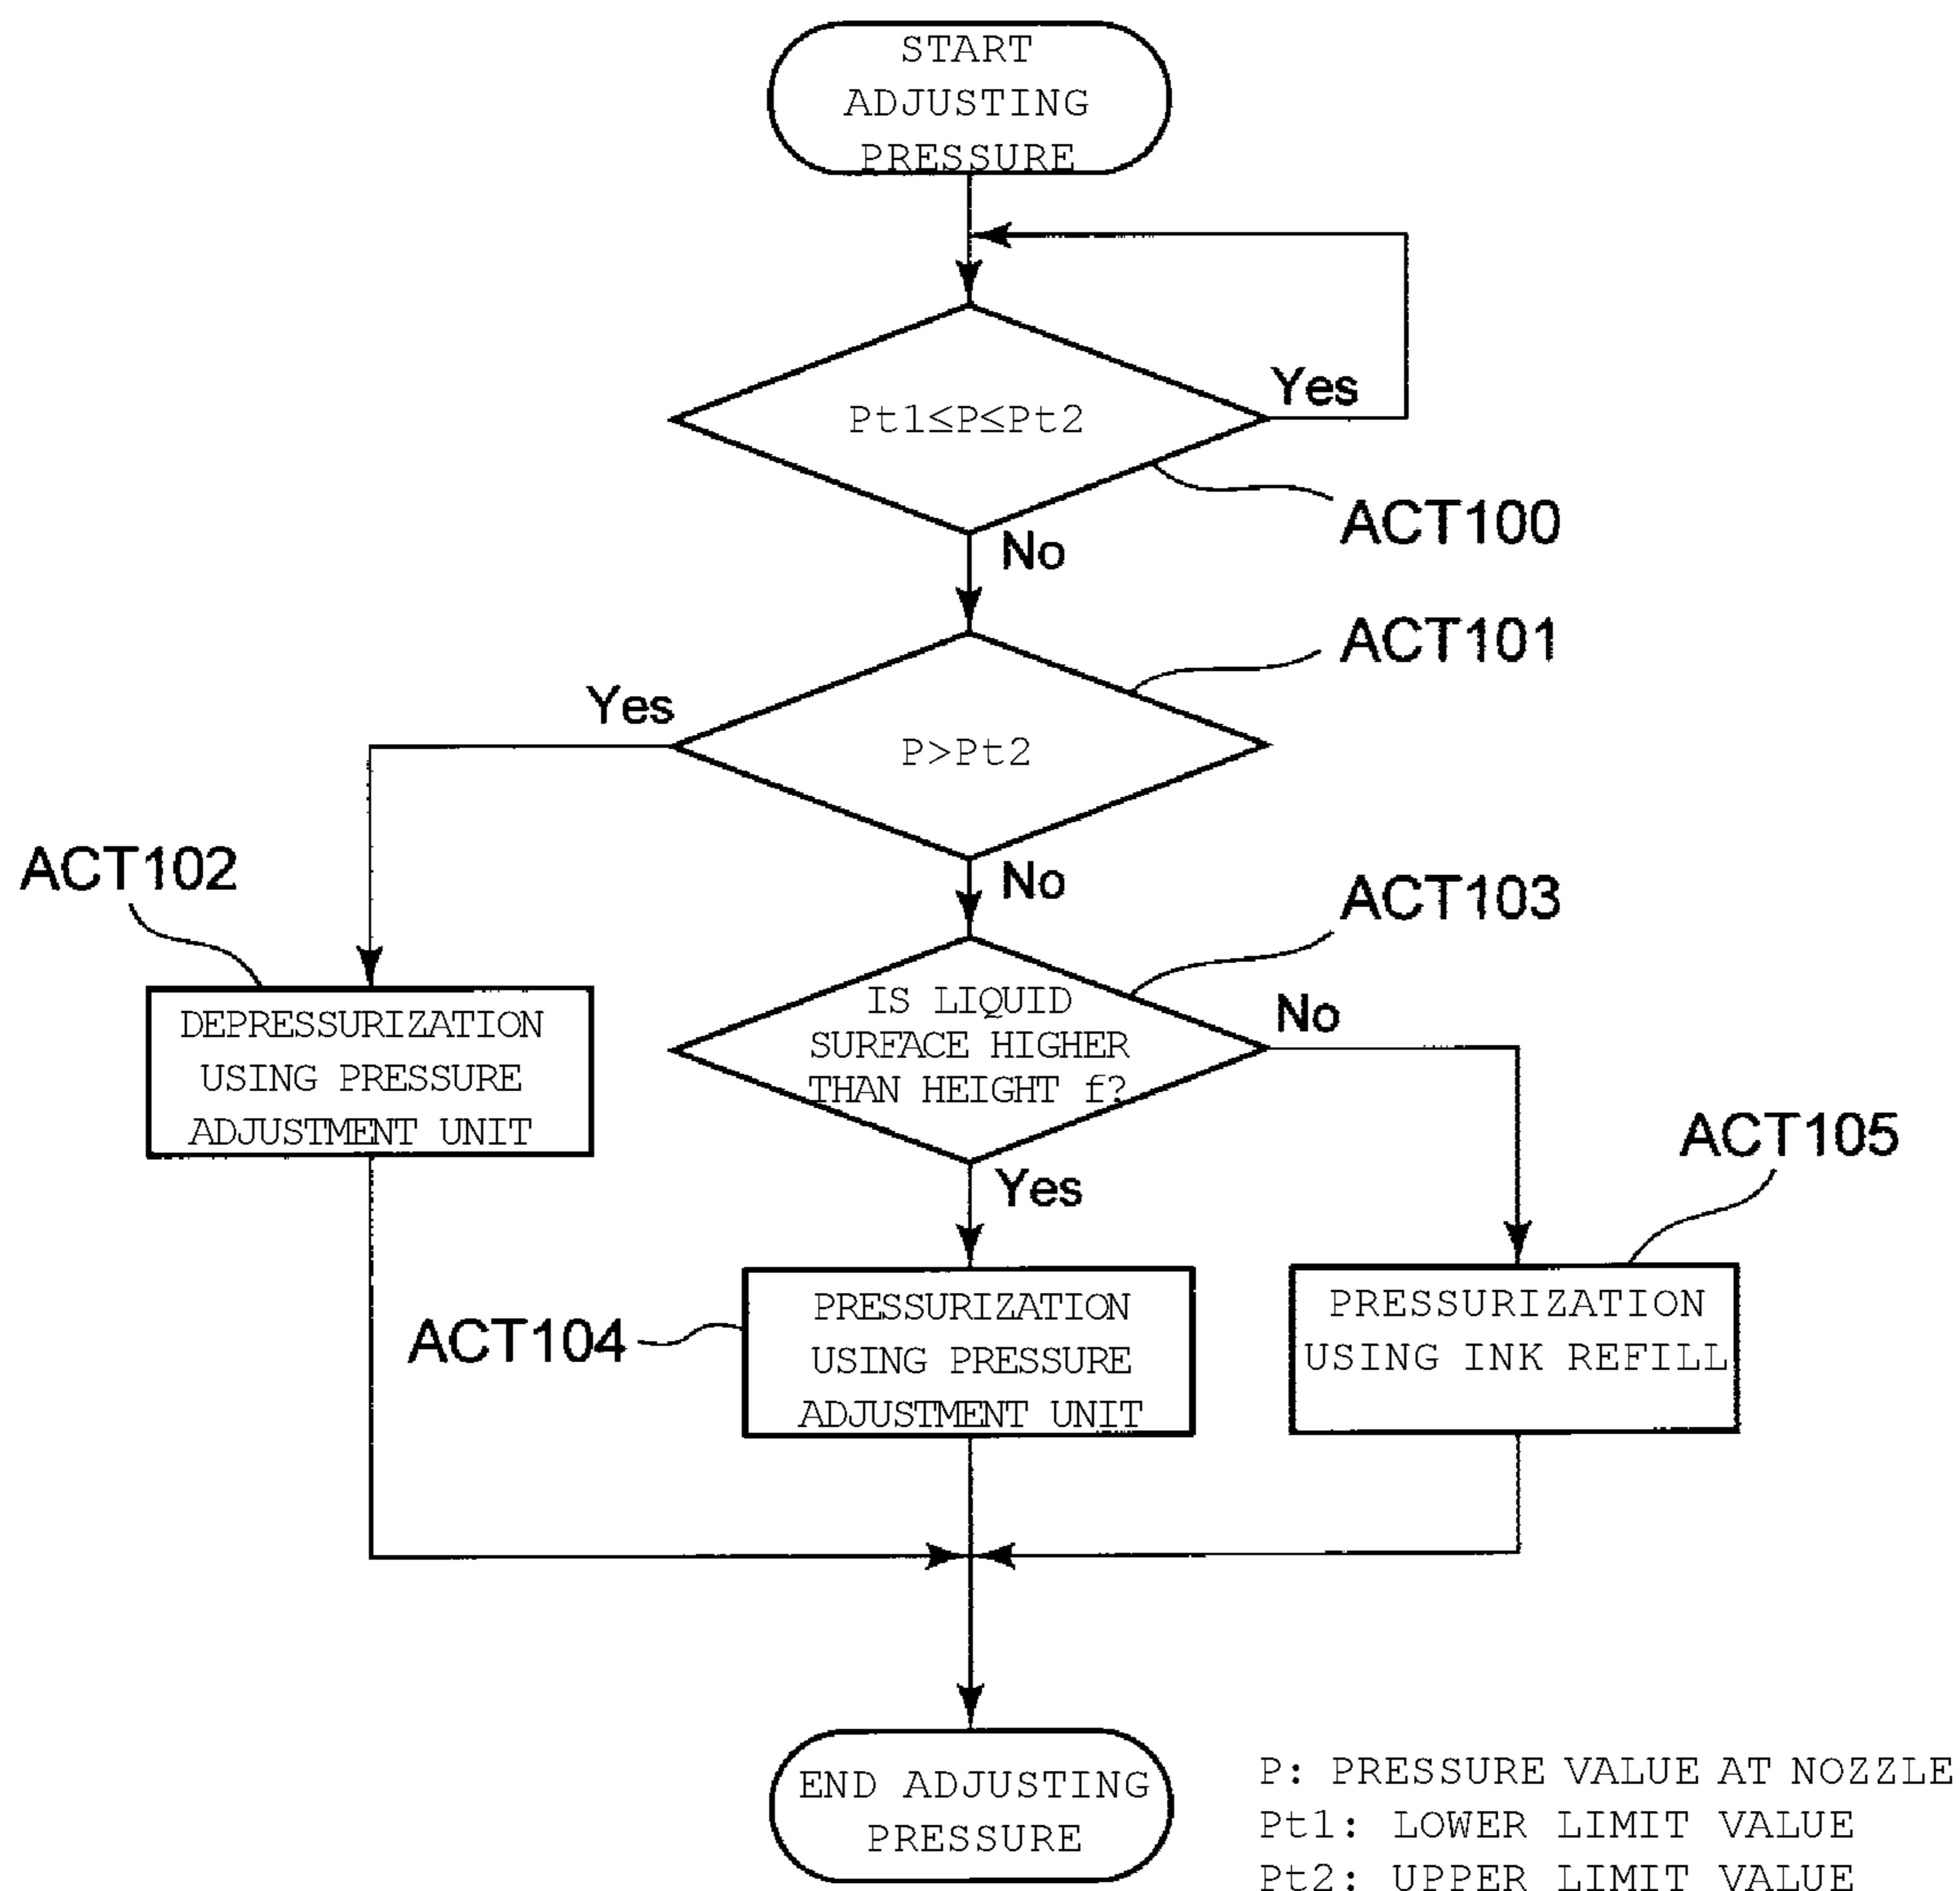 START
ADJUSTING
PRESSURE
Yes
Pt1≤P≤Pt2
ACT100
No
ACT101
Yes
P>Pt2
No
ACT102
ACT103
IS LIQUID
SURFACE HIGHER
THAN HEIGHT f?
No
DEPRESSURIZATION
USING PRESSURE
ADJUSTMENT UNIT
ACT105
Yes
ACT104
PRESSURIZATION
USING PRESSURE
ADJUSTMENT UNIT
PRESSURIZATION
USING INK REFILL
END ADJUSTING
PRESSURE
P: PRESSURE VALUE AT NOZZLE
Pt1: LOWER LIMIT VALUE
Pt2: UPPER LIMIT VALUE